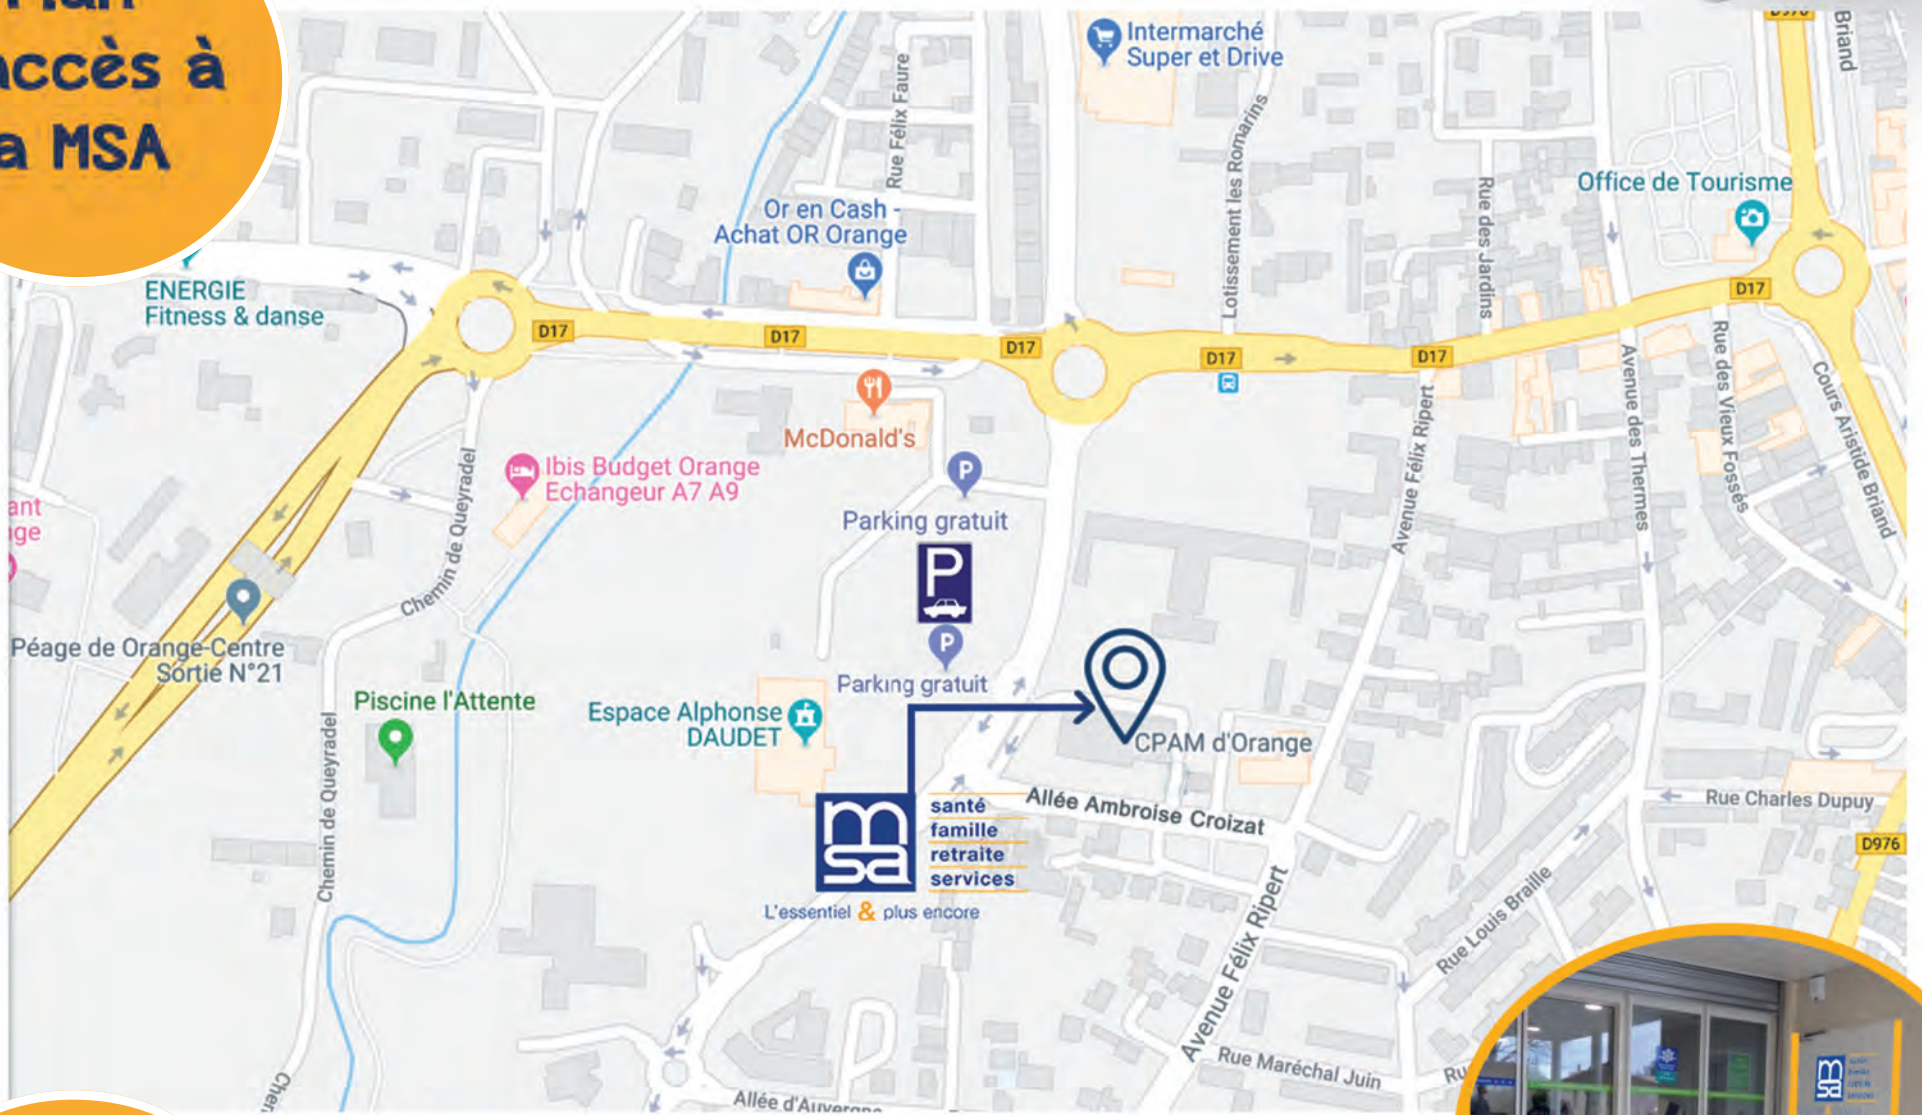 accès à
MSA
Intermarché
Super et Drive
D976
Briand
Rue Félix Faure
Lotissement les Romarins
Rue des Jardins
Office de Tourisme
Or en Cash -
Achat OR Orange
ENERGIE
Fitness & danse
D17
D17
D17
D17
D17
D17
McDonald's
Ibis Budget Orange
Echangeur A7 A9
P
Parking gratuit
P
P
Parking gratuit
Chemin de Queyradel
Avenue Félix Ripert
Avenue des Thermes
Rue des Vieux Fossés
Cours Aristide Briand
Péage de Orange-Centre
Sortie N°21
Piscine l'Attente
Espace Alphonse
DAUDET
CPAM d'Orange
Chemin de Queyradel
msa
santé
famille
retraite
services
L'essentiel & plus encore
Allée Ambroise Croizat
Rue Charles Dupuy
D976
Rue Louis Braille
Avenue Félix Ripert
Rue Maréchal Juin
Allée d'Auvergne
msa